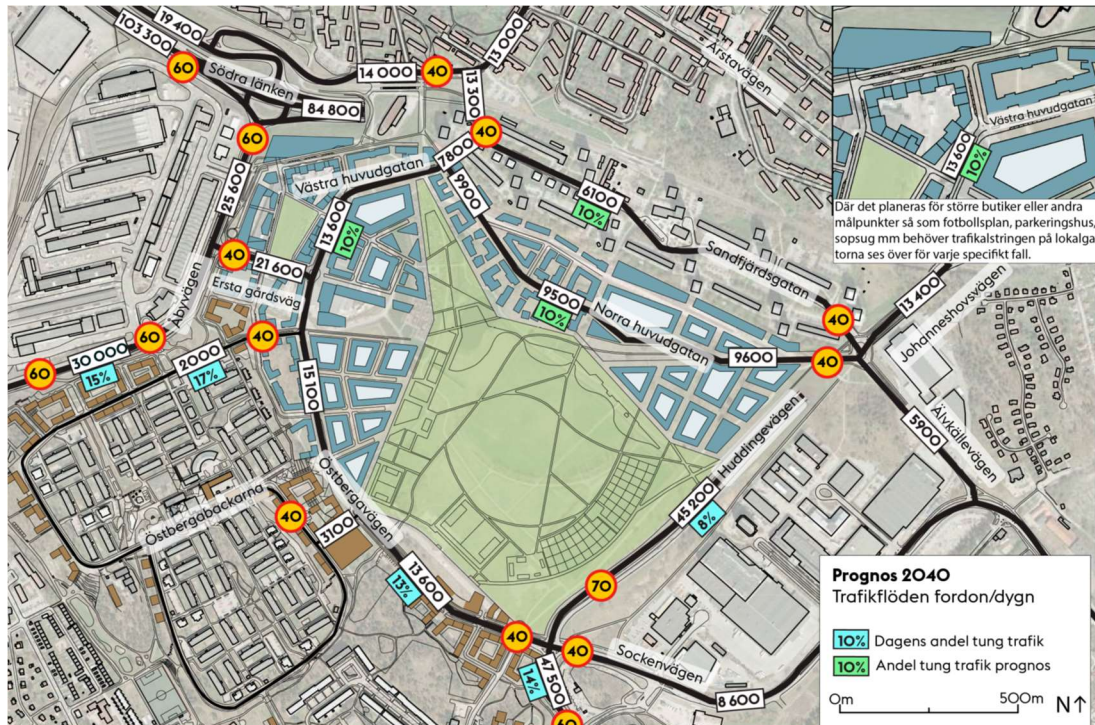 19 400
103 300
60
Södra länken
84 800
60
14 000
40
13 000
13 300
Årstavägen
40
Västra huvudgatan
7800
9900
6100
10%
Sandfjärdsgatan
25 600
13 600
10%
40
21 600
Ersta gårdsväg
Åbyvägen
9500
10%
Norra huvudgatan
9600
40
40
13 400
Johanneshovsvägen
5900
Älvkällevägen
60
30 000
15%
60
2000
17%
40
15 100
Östbergavägen
Östbergabackarna
40
3100
13 600
13%
Huddingevägen
45 200
8%
70
40
40
Sockenvägen
8 600
47 500
14%
60
Västra huvudgatan
13 600
10%
Där det planeras för större butiker eller andra
målpunkter så som fotbollsplan, parkeringshus,
sopsug mm behöver trafikalstringen på lokalga
torna ses över för varje specifikt fall.
Prognos 2040
Trafikflöden fordon/dygn
10% Dagens andel tung trafik
10% Andel tung trafik prognos
0m 500m N↑